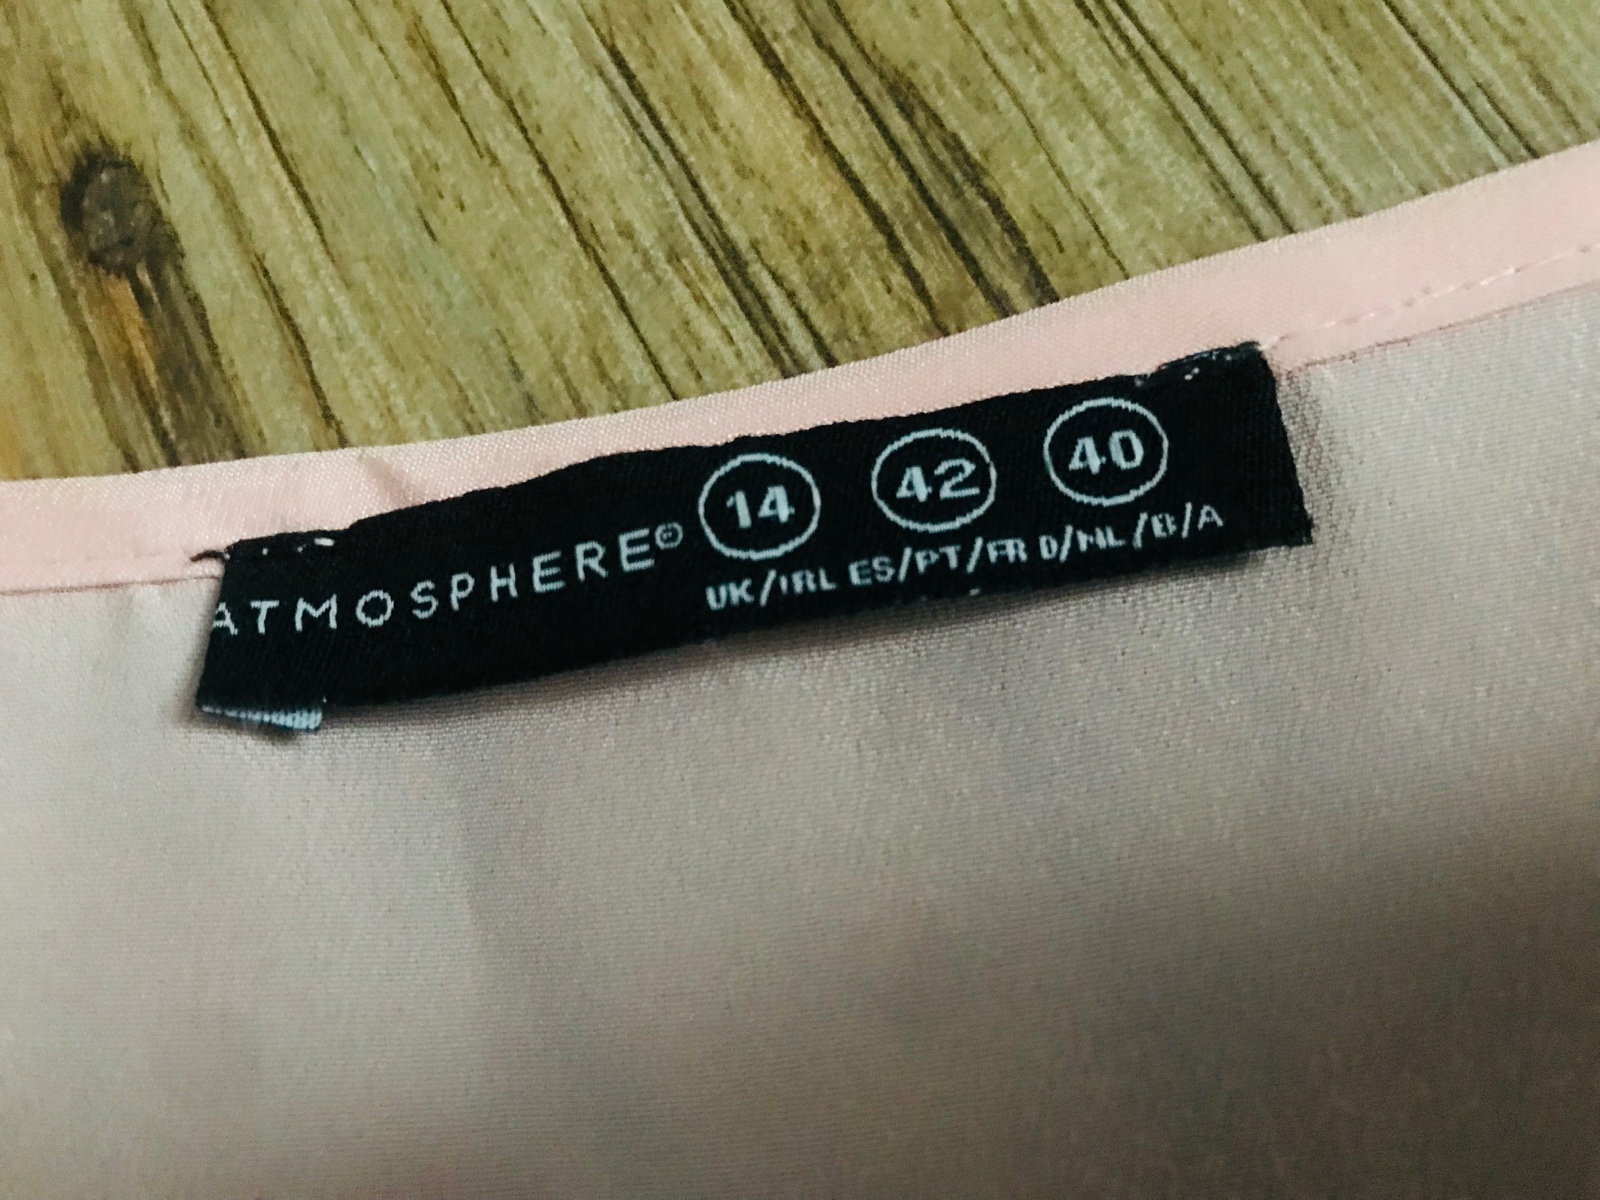 ATMOSPHERE®
14 42 40
UK/IRL ES/PT/FR D/NL/B/A